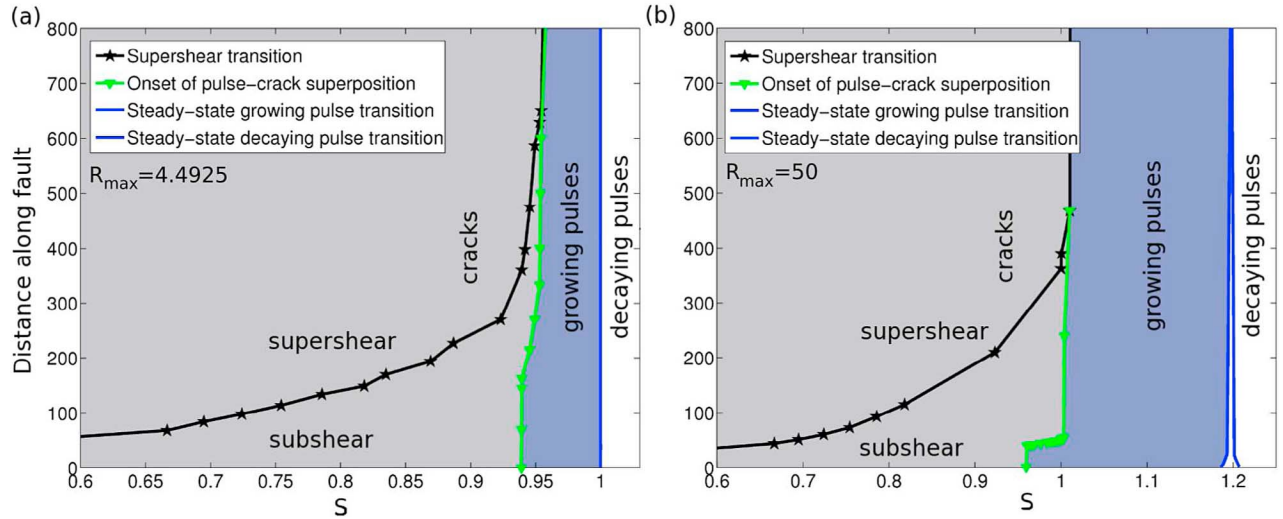 (a)
800
700
600
500
400
300
200
100
0
Distance along fault
Supershear transition
Onset of pulse-crack superposition
Steady-state growing pulse transition
Steady-state decaying pulse transition
Rmax=4.4925
cracks
growing pulses
decaying pulses
supershear
subshear
0.6 0.65 0.7 0.75 0.8 0.85 0.9 0.95 1
S
(b)
800
700
600
500
400
300
200
100
0
Supershear transition
Onset of pulse-crack superposition
Steady-state growing pulse transition
Steady-state decaying pulse transition
Rmax=50
cracks
growing pulses
decaying pulses
supershear
subshear
0.6 0.7 0.8 0.9 1 1.1 1.2
S